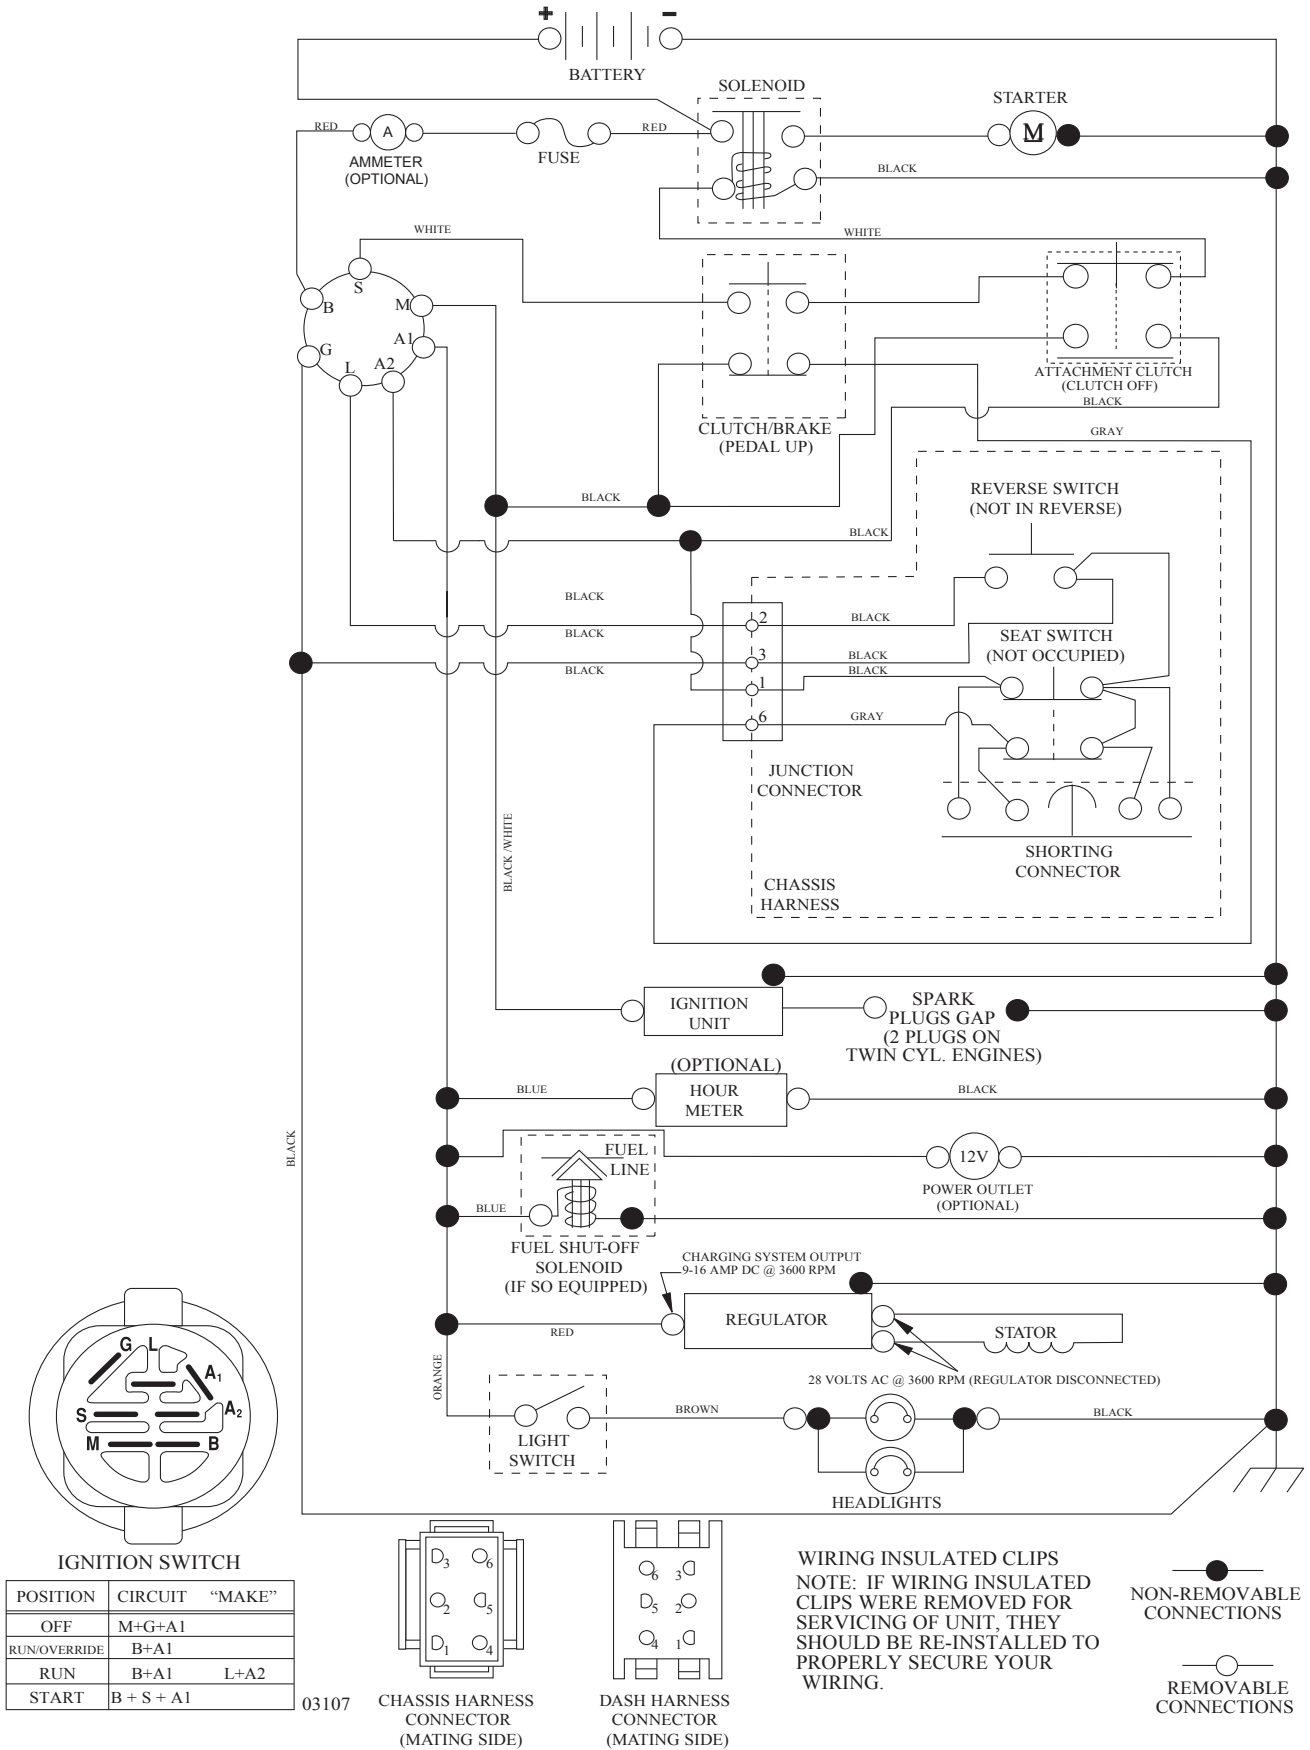 + −
BATTERY
SOLENOID
STARTER
RED
A
RED
M
AMMETER
(OPTIONAL)
FUSE
BLACK
WHITE
WHITE
S
B
M
A1
G
L
A2
ATTACHMENT CLUTCH
(CLUTCH OFF)
BLACK
CLUTCH/BRAKE
(PEDAL UP)
GRAY
REVERSE SWITCH
(NOT IN REVERSE)
BLACK
BLACK
BLACK
2
BLACK
BLACK
SEAT SWITCH
(NOT OCCUPIED)
3
BLACK
BLACK
BLACK
1
6
GRAY
JUNCTION
CONNECTOR
BLACK /WHITE
SHORTING
CONNECTOR
CHASSIS
HARNESS
IGNITION
UNIT
SPARK
PLUGS GAP
(2 PLUGS ON
TWIN CYL. ENGINES)
(OPTIONAL)
HOUR
METER
BLUE
BLACK
BLACK
FUEL
LINE
12V
POWER OUTLET
(OPTIONAL)
BLUE
FUEL SHUT-OFF
SOLENOID
(IF SO EQUIPPED)
CHARGING SYSTEM OUTPUT
9-16 AMP DC @ 3600 RPM
REGULATOR
RED
STATOR
ORANGE
28 VOLTS AC @ 3600 RPM (REGULATOR DISCONNECTED)
BROWN
BLACK
LIGHT
SWITCH
HEADLIGHTS
G L
A1
S
A2
M
B
IGNITION SWITCH
POSITION CIRCUIT “MAKE”
OFF M+G+A1
RUN/OVERRIDE B+A1
RUN B+A1 L+A2
START B + S + A1
03107
3 6
2 5
1 4
CHASSIS HARNESS
CONNECTOR
(MATING SIDE)
6 3
5 2
4 1
DASH HARNESS
CONNECTOR
(MATING SIDE)
WIRING INSULATED CLIPS
NOTE: IF WIRING INSULATED
CLIPS WERE REMOVED FOR
SERVICING OF UNIT, THEY
SHOULD BE RE-INSTALLED TO
PROPERLY SECURE YOUR
WIRING.
NON-REMOVABLE
CONNECTIONS
REMOVABLE
CONNECTIONS